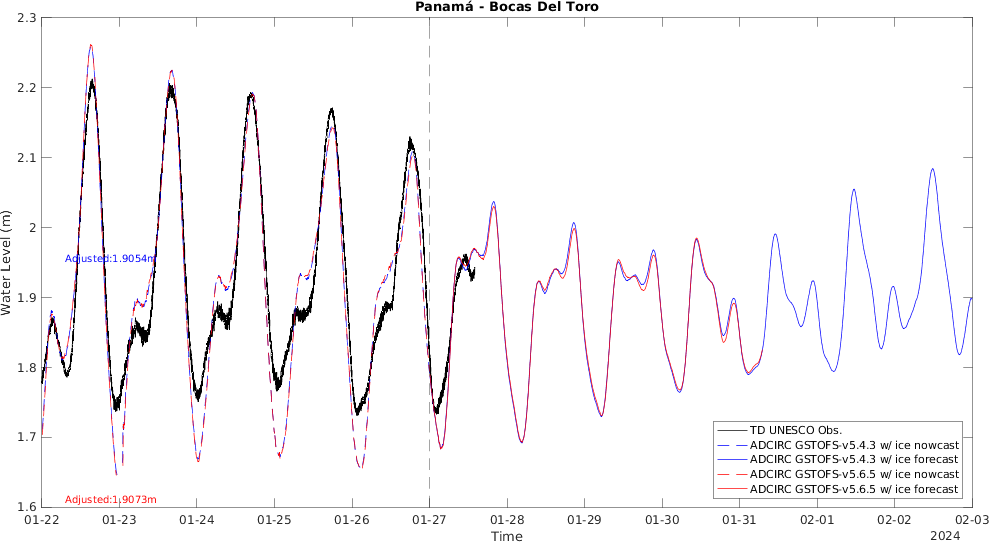 Panamá - Bocas Del Toro
2.3
2.2
2.1
2
1.9
1.8
1.7
1.6
Water Level (m)
Adjusted:1.9054m
Adjusted:1.9073m
TD UNESCO Obs.
ADCIRC GSTOFS-v5.4.3 w/ ice nowcast
ADCIRC GSTOFS-v5.4.3 w/ ice forecast
ADCIRC GSTOFS-v5.6.5 w/ ice nowcast
ADCIRC GSTOFS-v5.6.5 w/ ice forecast
01-22 01-23 01-24 01-25 01-26 01-27 01-28 01-29 01-30 01-31 02-01 02-02 02-03
Time
2024